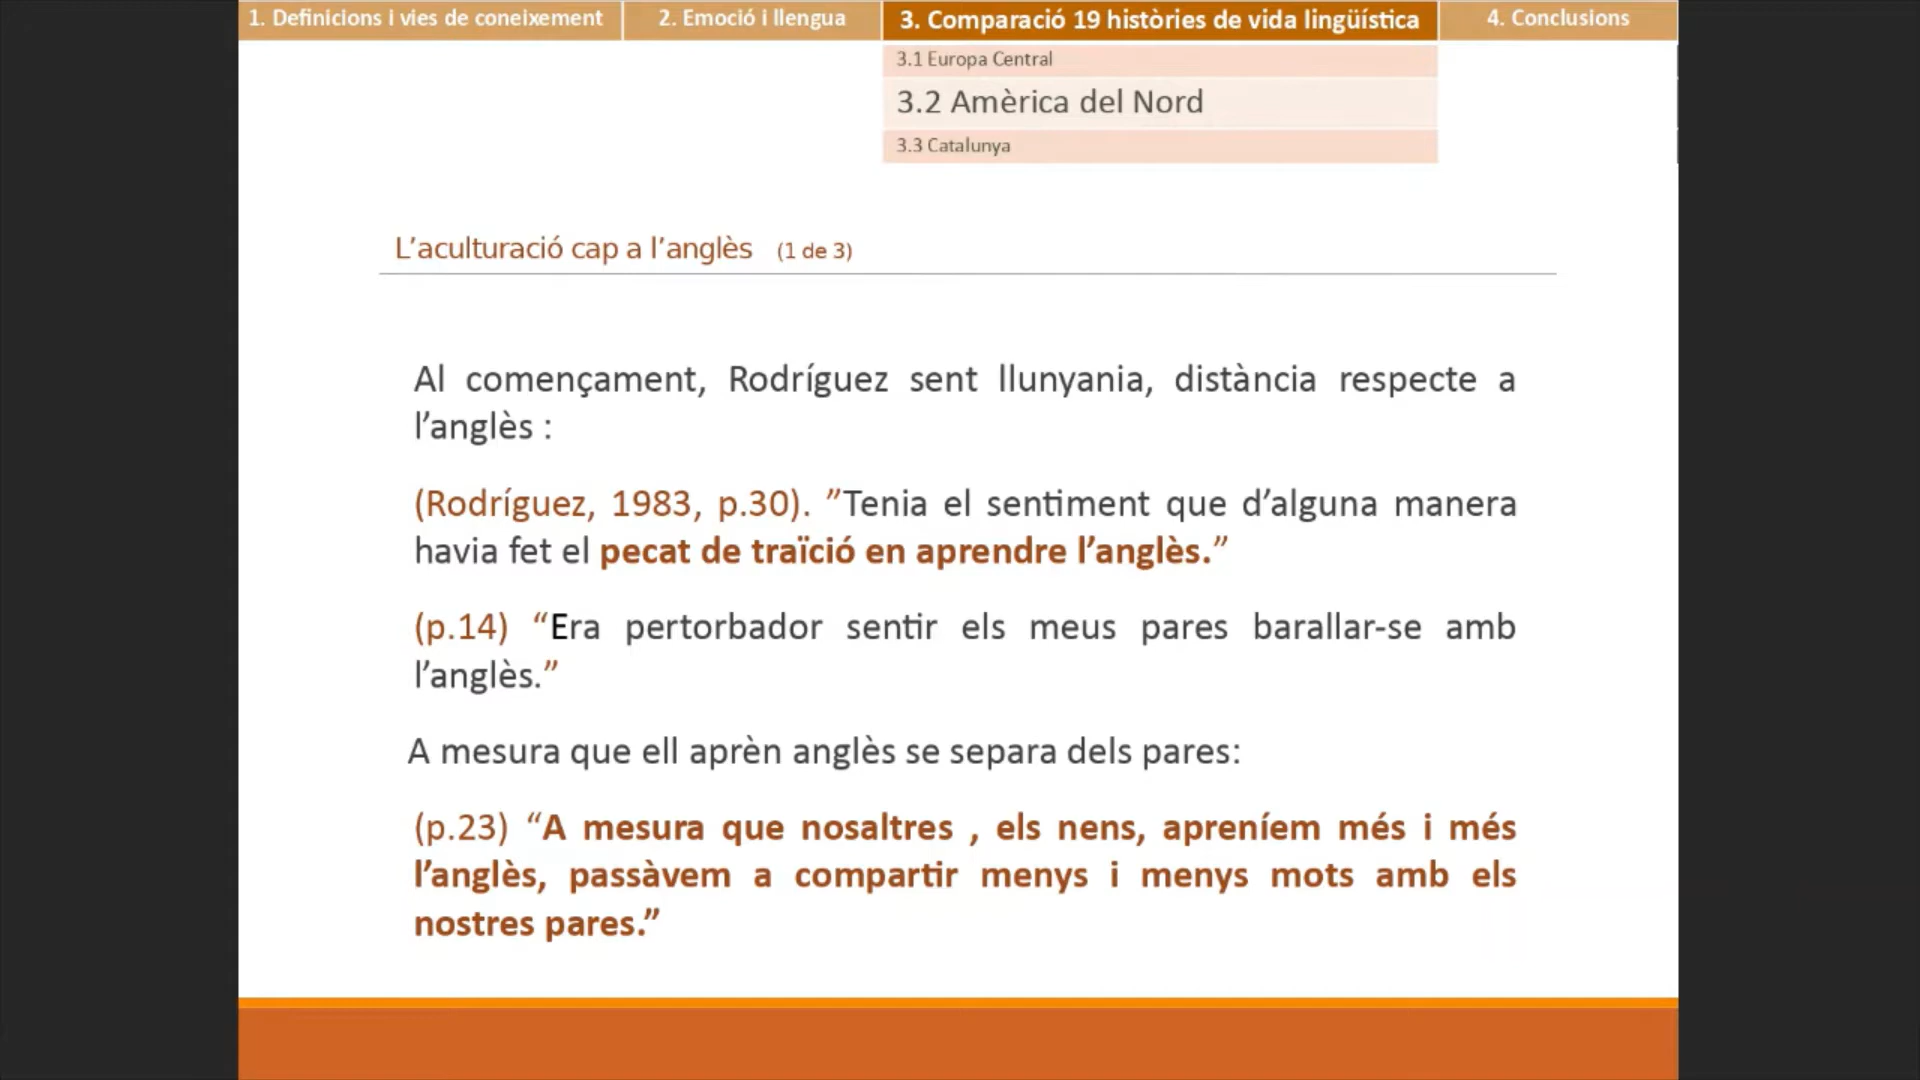 1. Definicions i vies de coneixement
2. Emoció i llengua
3. Comparació 19 històries de vida lingüística
4. Conclusions
3.1 Europa Central
3.2 Amèrica del Nord
3.3 Catalunya
L’aculturació cap a l’anglès (1 de 3)
Al començament, Rodríguez sent llunyania, distància respecte a
l’anglès :
(Rodríguez, 1983, p.30). ”Tenia el sentiment que d’alguna manera
havia fet el pecat de traïció en aprendre l’anglès.”
(p.14) “Era pertorbador sentir els meus pares barallar-se amb
l’anglès.”
A mesura que ell aprèn anglès se separa dels pares:
(p.23) “A mesura que nosaltres , els nens, apreníem més i més
l’anglès, passàvem a compartir menys i menys mots amb els
nostres pares.”